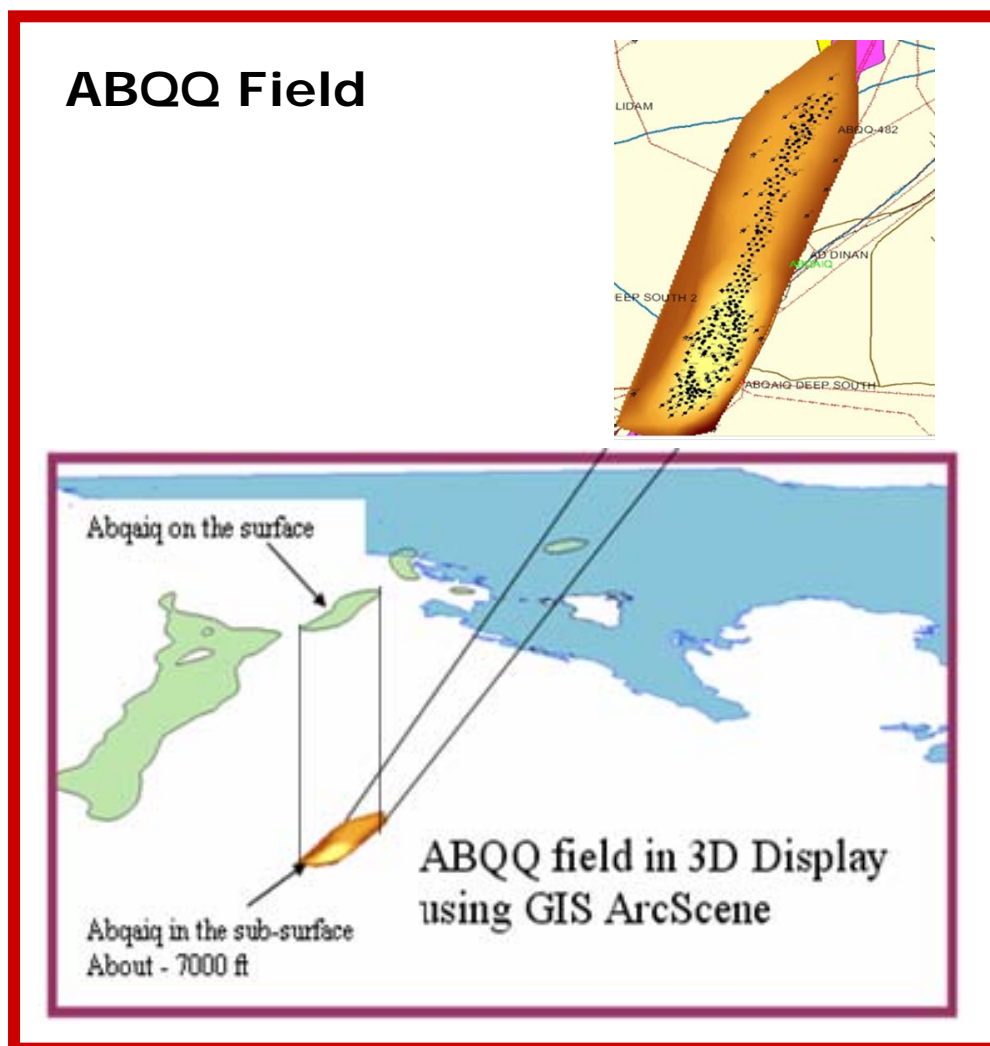 ABQQ Field
LIDAM
ABQQ-482
AD DINAN
ABQAIQ
EEP SOUTH 2
ABQAIQ DEEP SOUTH
Abqaiq on the surface
ABQQ field in 3D Display
using GIS ArcScene
Abqaiq in the sub-surface
About - 7000 ft